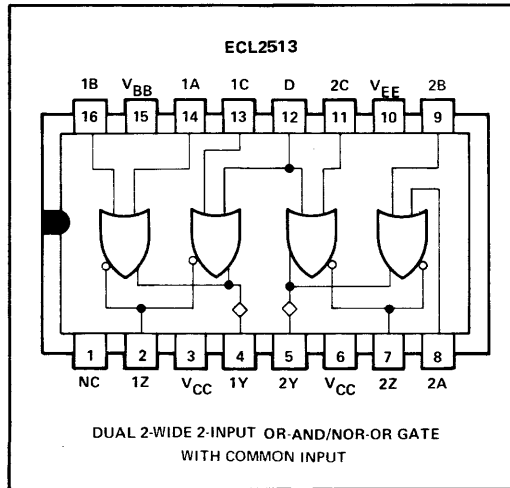 ECL2513
1B VBB 1A 1C D 2C VEE 2B
16 15 14 13 12 11 10 9
1 2 3 4 5 6 7 8
NC 1Z VCC 1Y 2Y VCC 2Z 2A
DUAL 2-WIDE 2-INPUT OR-AND/NOR-OR GATE
WITH COMMON INPUT